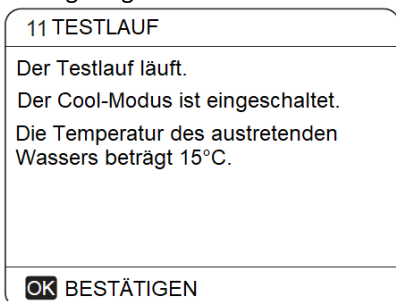 11 TESTLAUF
Der Testlauf läuft.
Der Cool-Modus ist eingeschaltet.
Die Temperatur des austretenden
Wassers beträgt 15°C.
OK BESTÄTIGEN